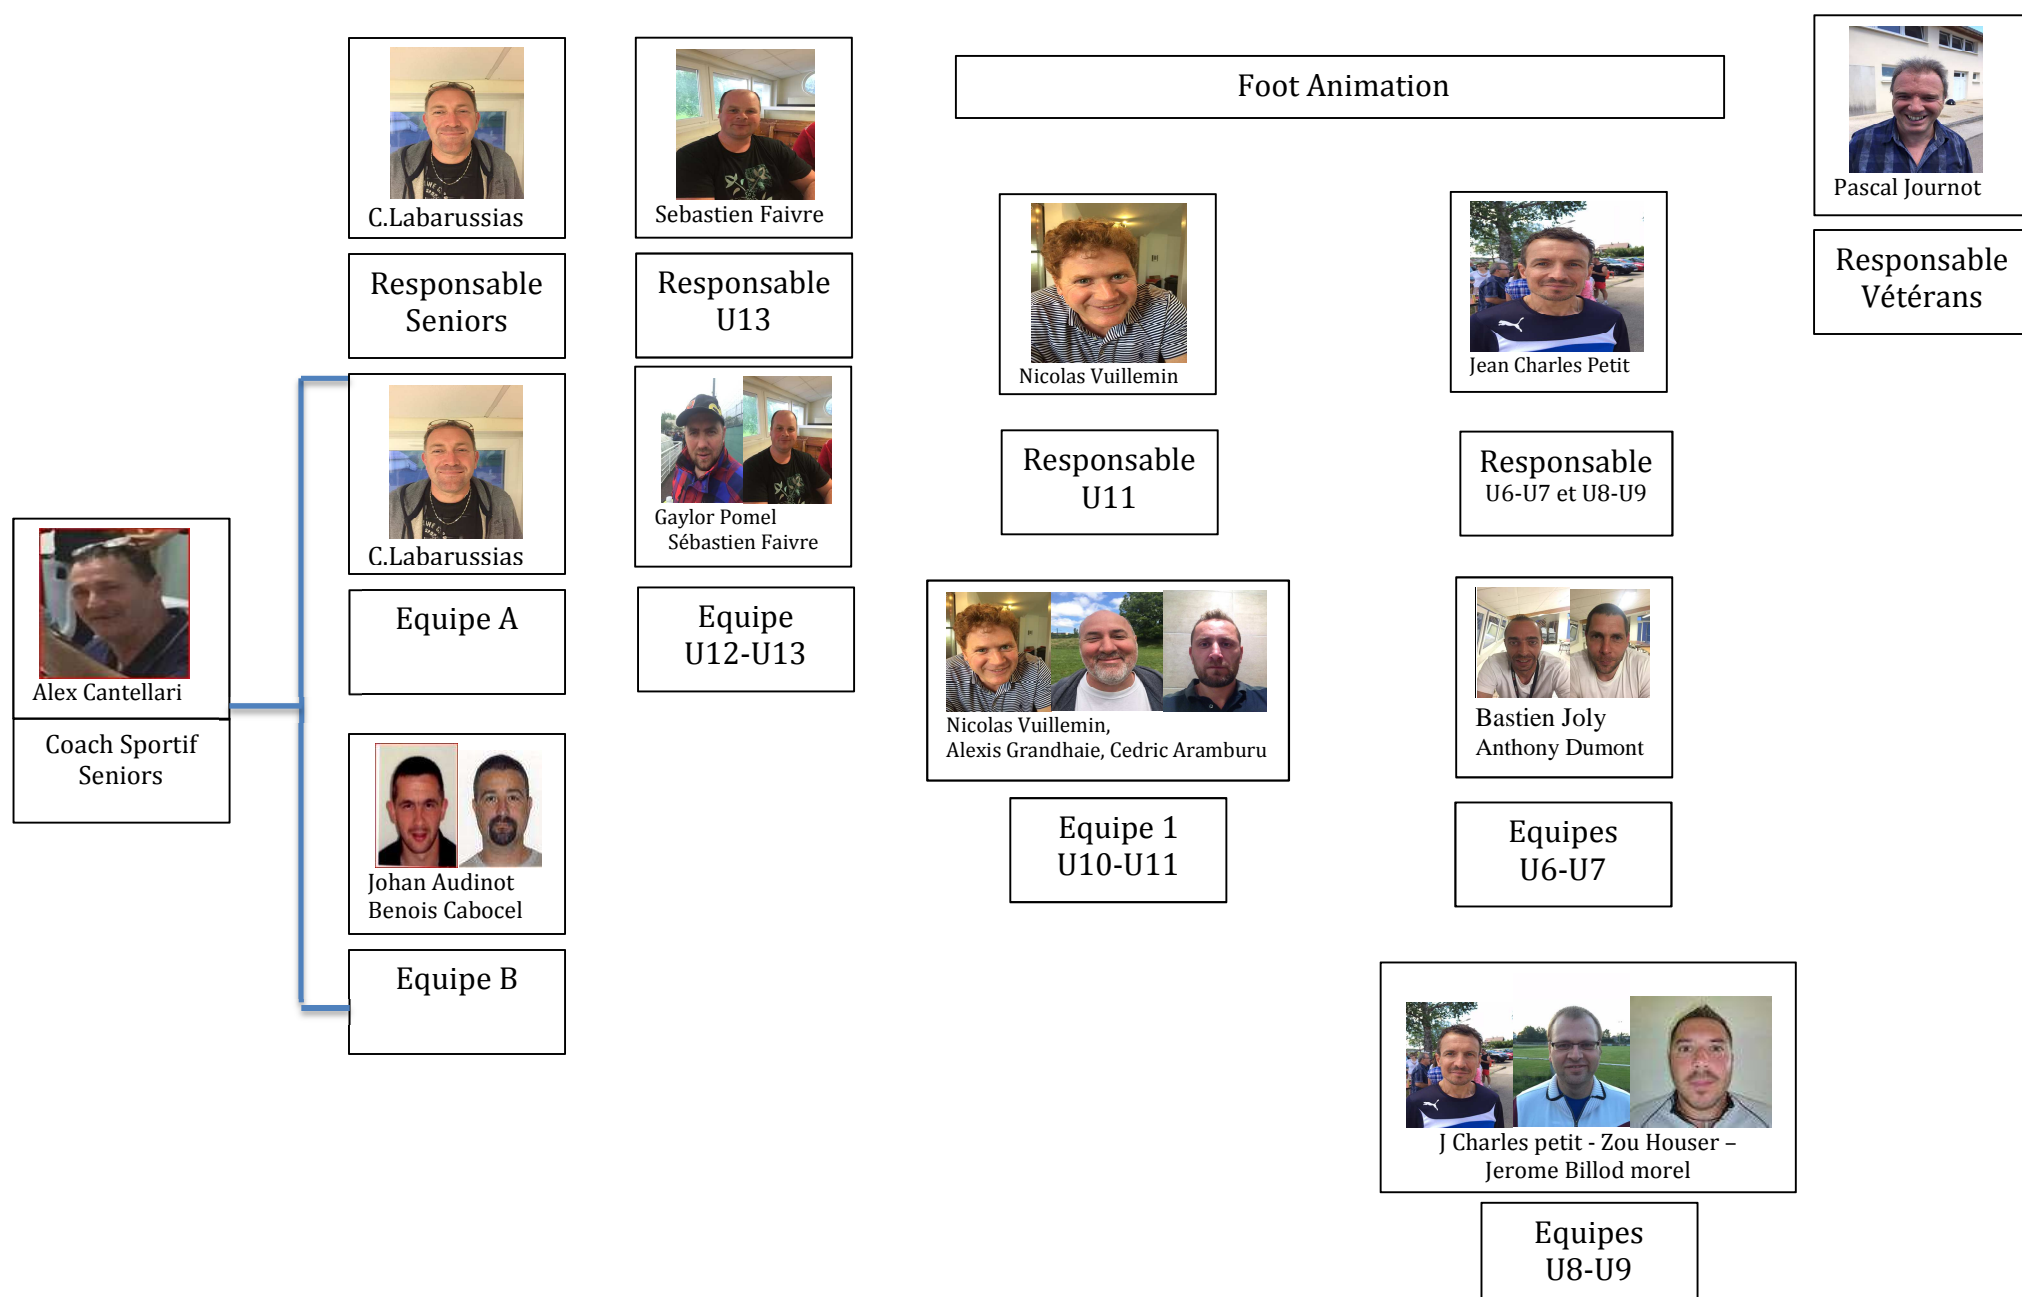 C.Labarussias
Responsable
Seniors
C.Labarussias
Equipe A
Alex Cantellari
Coach Sportif
Seniors
Johan Audinot
Benois Cabocel
Equipe B
Sebastien Faivre
Responsable
U13
Gaylor Pomel
Sébastien Faivre
Equipe
U12-U13
Foot Animation
Nicolas Vuillemin
Responsable
U11
Nicolas Vuillemin,
Alexis Grandhaie, Cedric Aramburu
Equipe 1
U10-U11
Jean Charles Petit
Responsable
U6-U7 et U8-U9
Bastien Joly
Anthony Dumont
Equipes
U6-U7
J Charles petit - Zou Houser –
Jerome Billod morel
Equipes
U8-U9
Pascal Journot
Responsable
Vétérans